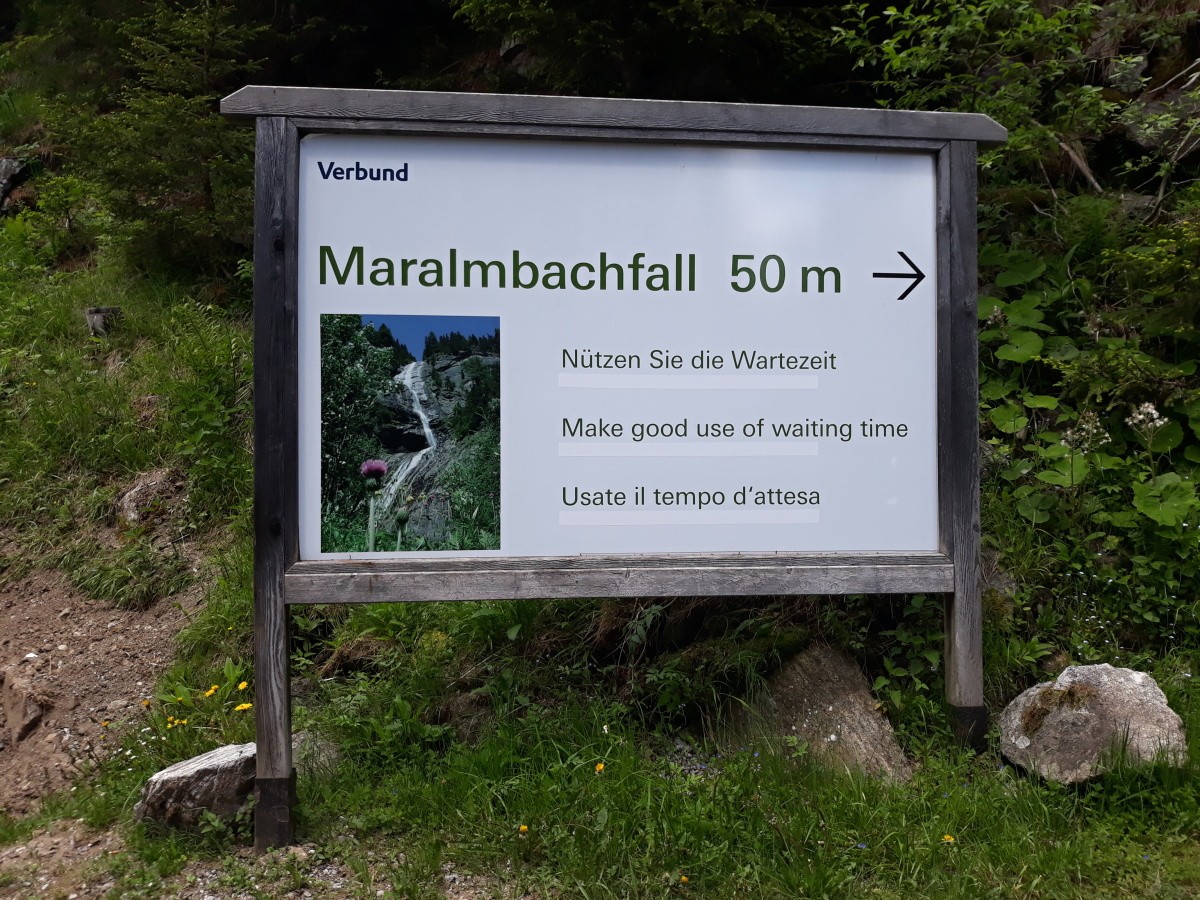 Verbund
Maralmbachfall 50 m →
Nützen Sie die Wartezeit
Make good use of waiting time
Usate il tempo d'attesa